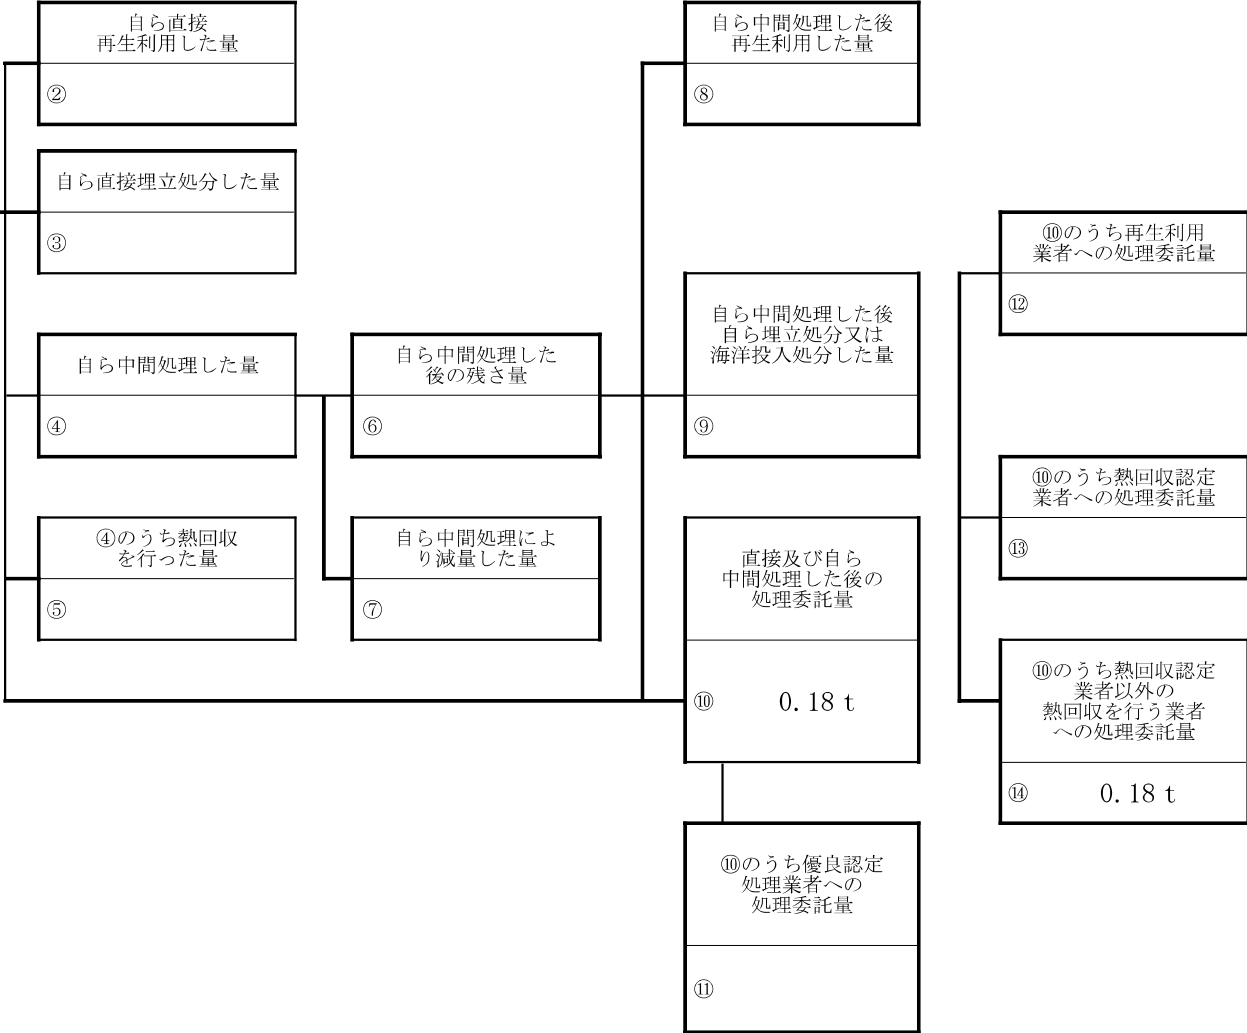 自ら直接
再生利用した量
②
自ら直接埋立処分した量
③
自ら中間処理した量
④
④のうち熱回収
を行った量
⑤
自ら中間処理した
後の残さ量
⑥
自ら中間処理によ
り減量した量
⑦
自ら中間処理した後
再生利用した量
⑧
自ら中間処理した後
自ら埋立処分又は
海洋投入処分した量
⑨
直接及び自ら
中間処理した後の
処理委託量
⑩ 0.18 t
⑩のうち優良認定
処理業者への
処理委託量
⑪
⑩のうち再生利用
業者への処理委託量
⑫
⑩のうち熱回収認定
業者への処理委託量
⑬
⑩のうち熱回収認定
業者以外の
熱回収を行う業者
への処理委託量
⑭ 0.18 t